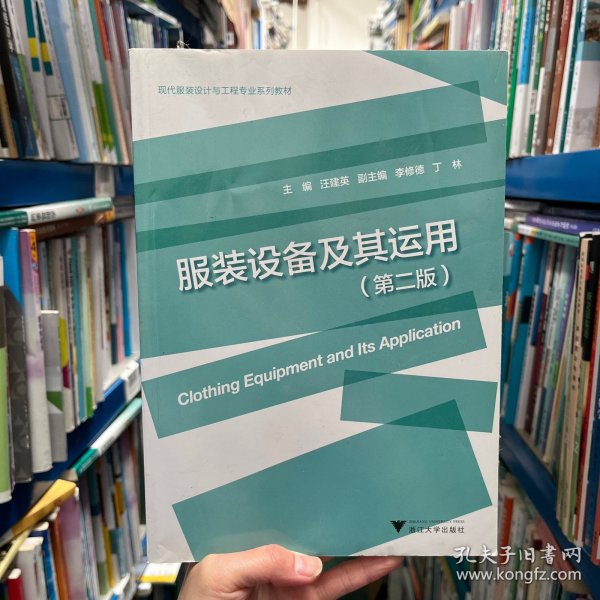 现代服装设计与工程专业系列教材
主 编 汪建英 副主编 李修德 丁 林
服装设备及其运用
（第二版）
Clothing Equipment and Its Application
ZHEJIANG UNIVERSITY PRESS
浙江大学出版社
孔夫子旧书网
www.kongfz.com